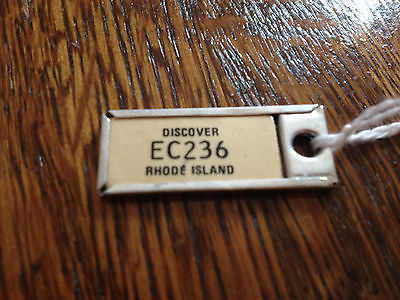 DISCOVER
EC236
RHODE ISLAND